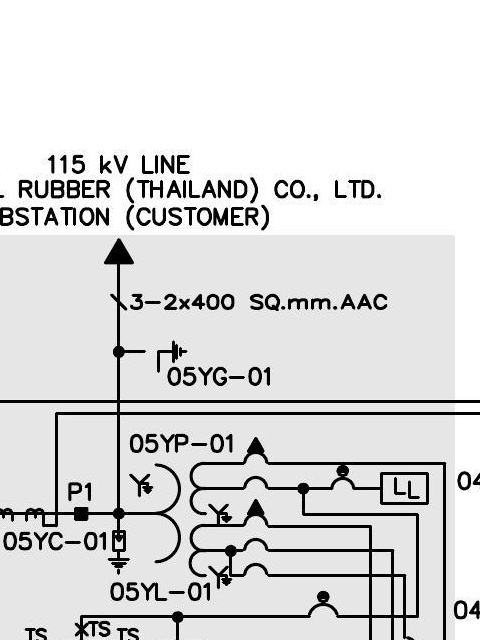 115 kV LINE
L RUBBER (THAILAND) CO., LTD.
BSTATION (CUSTOMER)
3-2x400 SQ.mm.AAC
05YG-01
05YP-01
P1
LL
04
05YC-01
05YL-01
04
TS TS TS